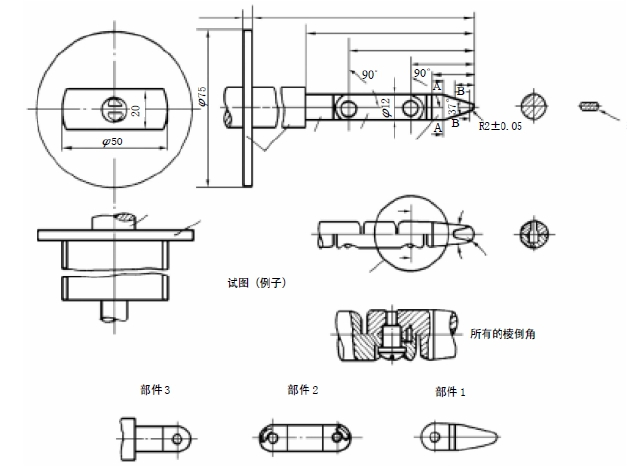 φ75
20
φ50
90°
90°
φ12
A
A
B
B
37°
R2±0.05
试图（例子）
所有的棱倒角
部件3
部件2
部件1